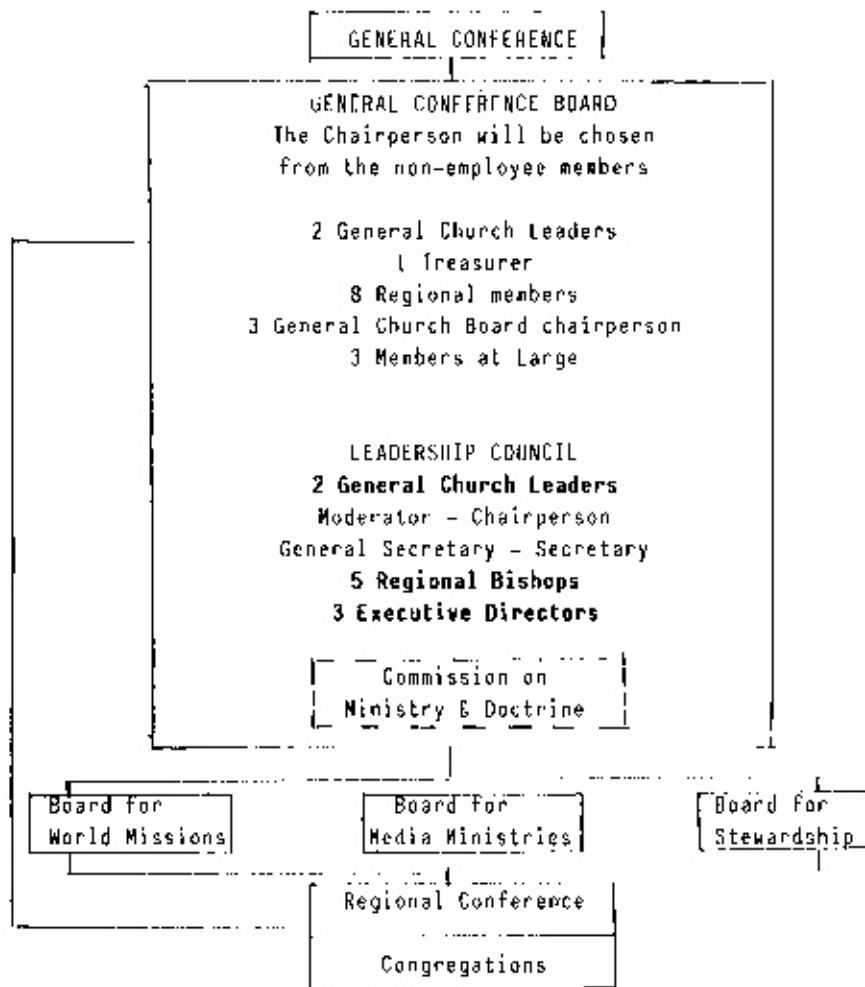 GENERAL CONFERENCE
GENERAL CONFERENCE BOARD
The Chairperson will be chosen
from the non-employee members
2 General Church Leaders
1 Treasurer
8 Regional members
3 General Church Board chairperson
3 Members at Large
LEADERSHIP COUNCIL
2 General Church Leaders
Moderator - Chairperson
General Secretary - Secretary
5 Regional Bishops
3 Executive Directors
Commission on
Ministry & Doctrine
Board for
World Missions
Board for
Media Ministries
Board for
Stewardship
Regional Conference
Congregations